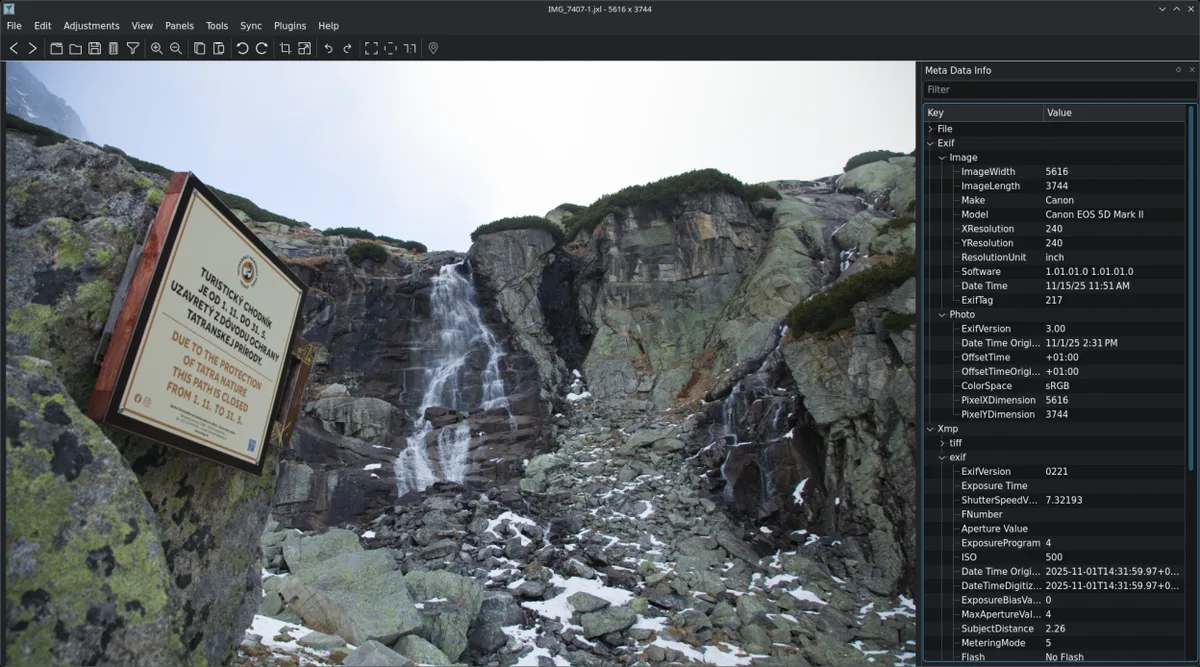 IMG_7407-1.jxl - 5616 x 3744
File Edit Adjustments View Panels Tools Sync Plugins Help
1:1
TURISTICKÝ CHODNÍK
JE OD 1. 11. DO 31. 5.
UZAVRETÝ Z DÔVODU OCHRANY
TATRANSKEJ PRÍRODY.
DUE TO THE PROTECTION
OF TATRA NATURE
THIS PATH IS CLOSED
FROM 1. 11. TO 31. 5.
Meta Data Info
Filter
Key Value
File
Exif
Image
ImageWidth 5616
ImageLength 3744
Make Canon
Model Canon EOS 5D Mark II
XResolution 240
YResolution 240
ResolutionUnit inch
Software 1.01.01.0 1.01.01.0
Date Time 11/15/25 11:51 AM
ExifTag 217
Photo
ExifVersion 3.00
Date Time Origi... 11/1/25 2:31 PM
OffsetTime +01:00
OffsetTimeOrigi... +01:00
ColorSpace sRGB
PixelXDimension 5616
PixelYDimension 3744
Xmp
tiff
exif
ExifVersion 0221
Exposure Time
ShutterSpeedV... 7.32193
FNumber
Aperture Value
ExposureProgram 4
ISO 500
Date Time Origi... 2025-11-01T14:31:59.97+0...
DateTimeDigitiz... 2025-11-01T14:31:59.97+0...
ExposureBiasVa... 0
MaxApertureVal... 4
SubjectDistance 2.26
MeteringMode 5
Flash No Flash